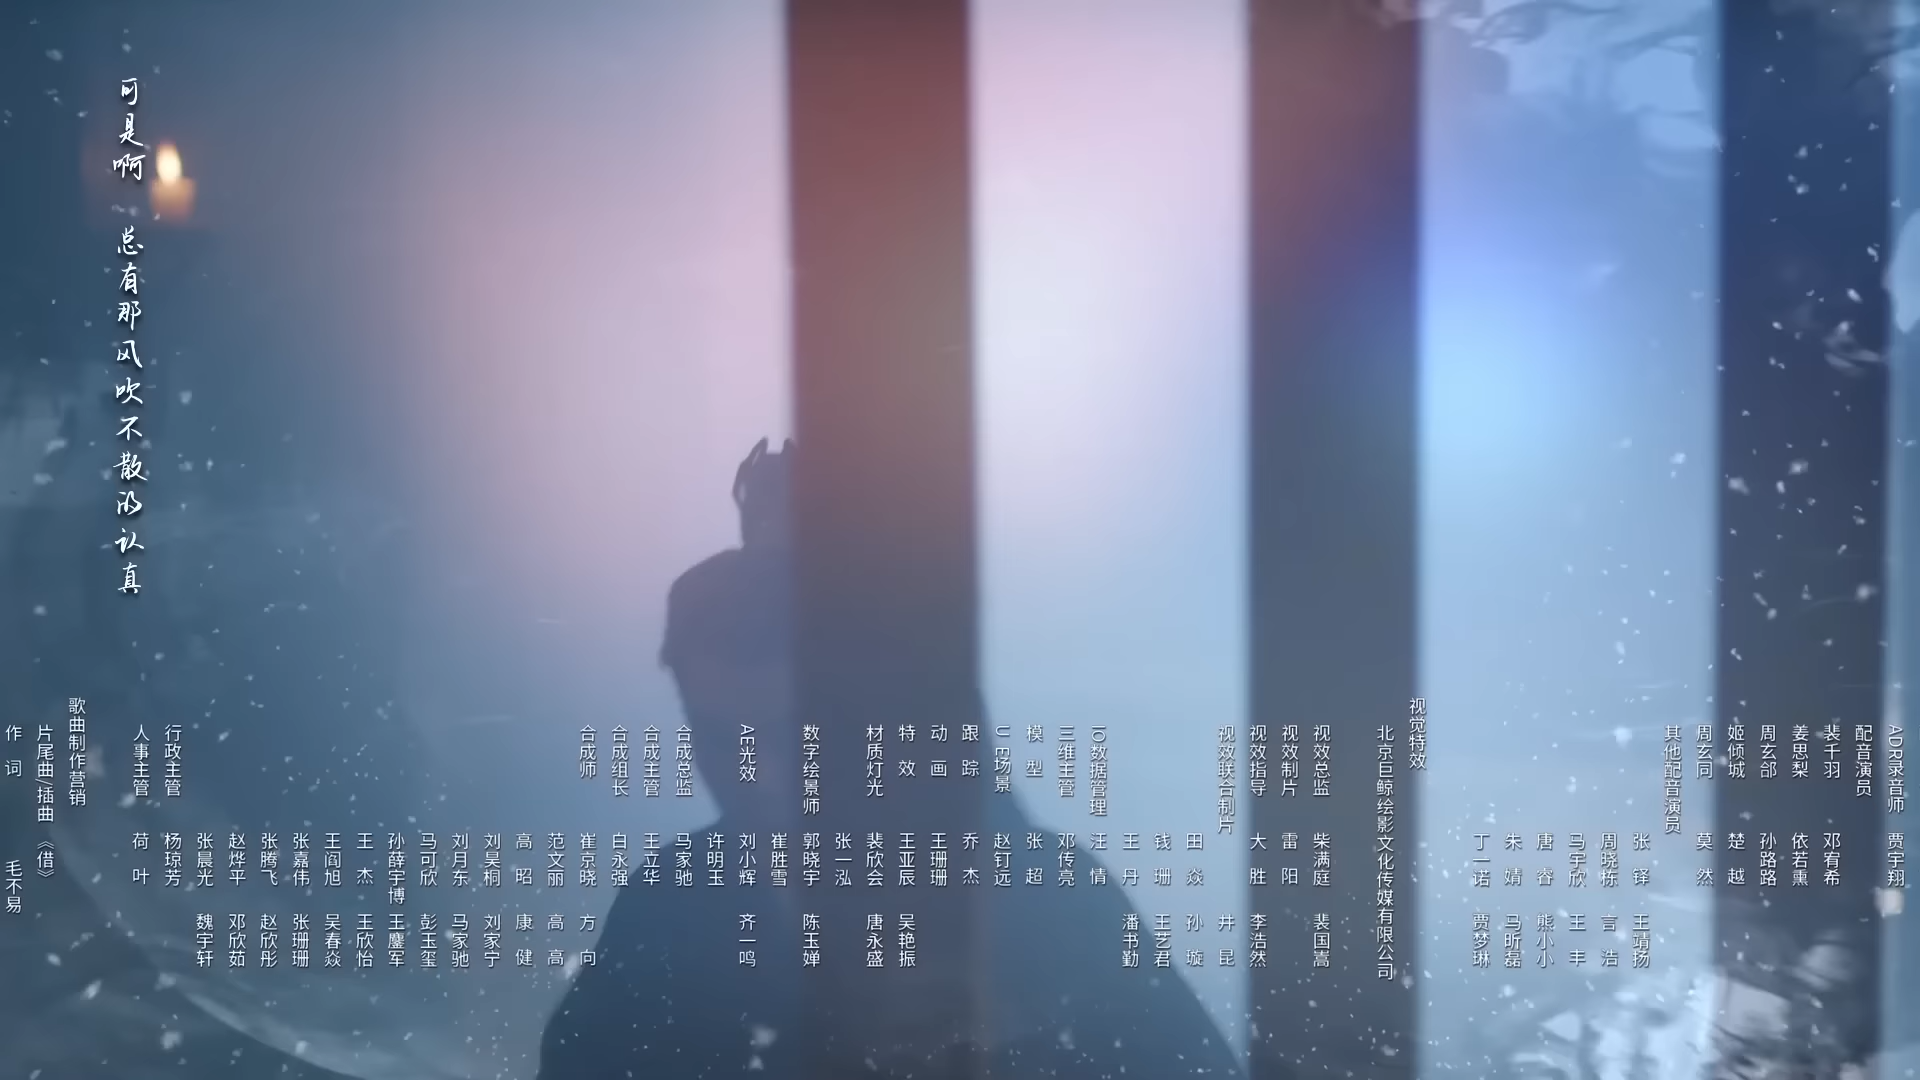 可是啊 总有那风吹不散的认真
ADR录音师 贾宇翔
配音演员
裴千羽 邓宥希
姜思梨 依若熏
周玄郃 孙路路
姬倾城 楚越
周玄同 莫然
其他配音演员
张铎 王靖扬
周晓栋 言浩
马宇欣 王丰
唐睿 熊小小
朱婧 马昕磊
丁一诺 贾梦琳
视觉特效
北京巨鲸绘影文化传媒有限公司
视效总监 柴满庭 裴国嵩
视效制片 雷阳
视效指导 大胜 李浩然
视效联合制片 井昆
田焱 孙璇
钱珊 王艺君
王丹 潘书勤
IO数据管理 汪情
三维主管 邓传亮
模型 张超
U E场景 赵钉远
跟踪 乔杰
动画 王珊珊
特效 王亚辰 吴艳振
材质灯光 裴欣会 唐永盛
张一泓
数字绘景师 郭晓宇 陈玉婵
崔胜雪
AE光效 刘小辉 齐一鸣
许明玉
合成总监 马家驰
合成主管 王立华
合成组长 白永强
合成师 崔京晓 方向
范文丽 高高
高昭 康健
刘昊桐 刘家宁
刘月东 马家驰
马可欣 彭玉玺
孙薛宇博 王鏖军
王杰 王欣怡
王阎旭 吴春焱
张嘉伟 张珊珊
张腾飞 赵欣彤
赵烨平 邓欣茹
张晨光 魏宇轩
行政主管 杨琼芳
人事主管 荷叶
歌曲制作营销
片尾曲/插曲 《借》
作词 毛不易